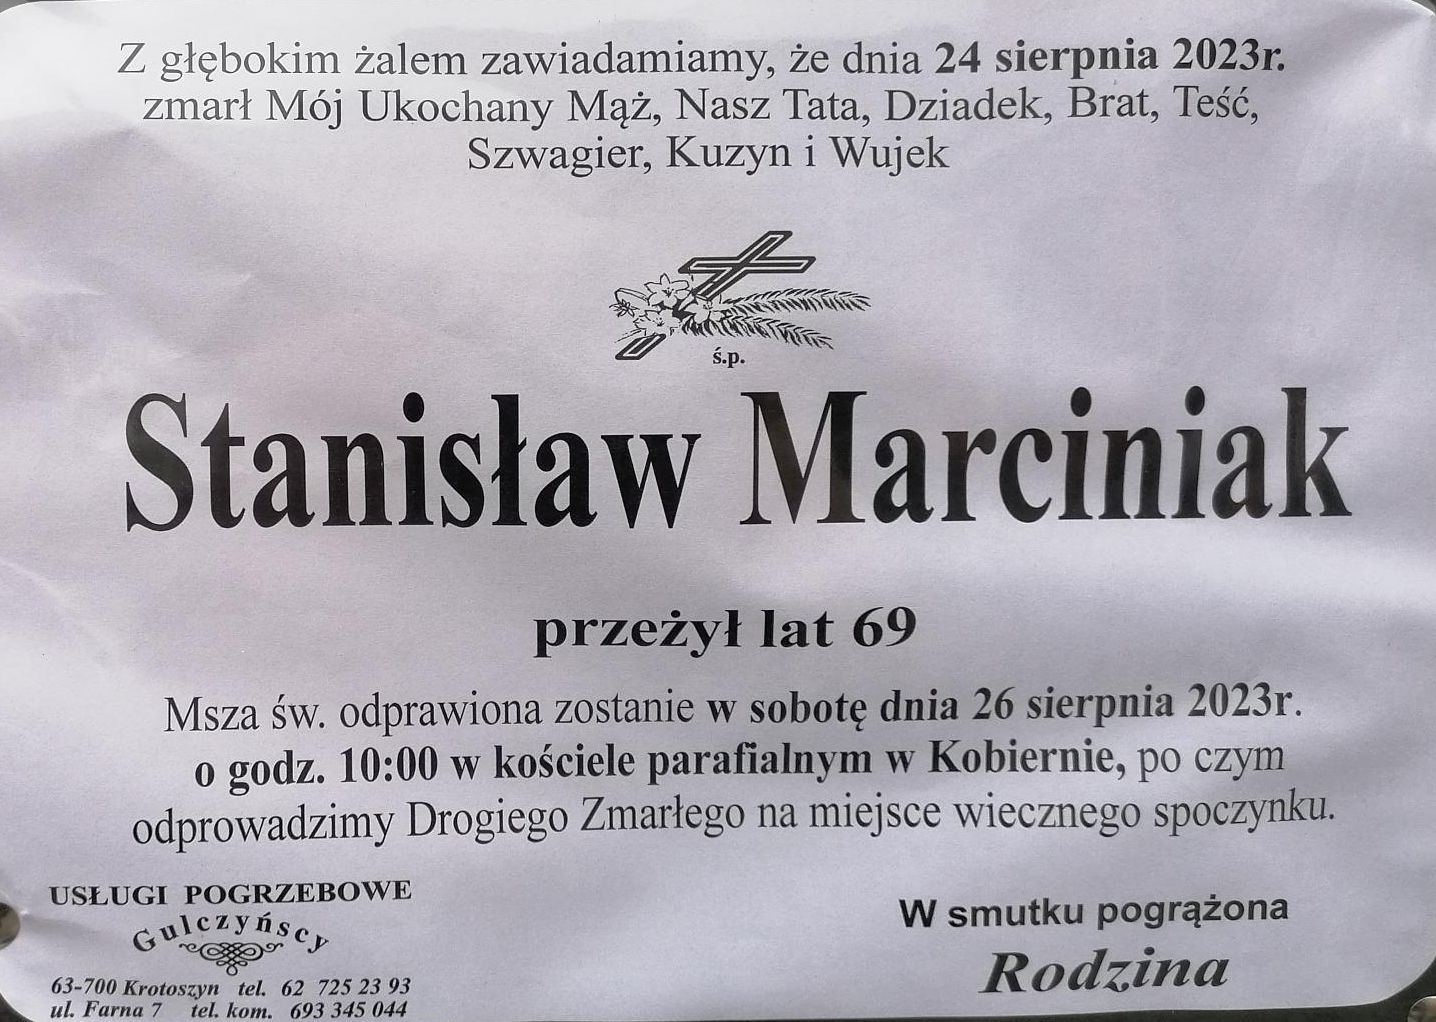 Z głębokim żalem zawiadamiamy, że dnia 24 sierpnia 2023r.
zmarł Mój Ukochany Mąż, Nasz Tata, Dziadek, Brat, Teść,
Szwagier, Kuzyn i Wujek
ś.p.
Stanisław Marciniak
przeżył lat 69
Msza św. odprawiona zostanie w sobotę dnia 26 sierpnia 2023r.
o godz. 10:00 w kościele parafialnym w Kobiernie, po czym
odprowadzimy Drogiego Zmarłego na miejsce wiecznego spoczynku.
USŁUGI POGRZEBOWE
Gulczyńscy
63-700 Krotoszyn tel. 62 725 23 93
ul. Farna 7 tel. kom. 693 345 044
W smutku pogrążona
Rodzina